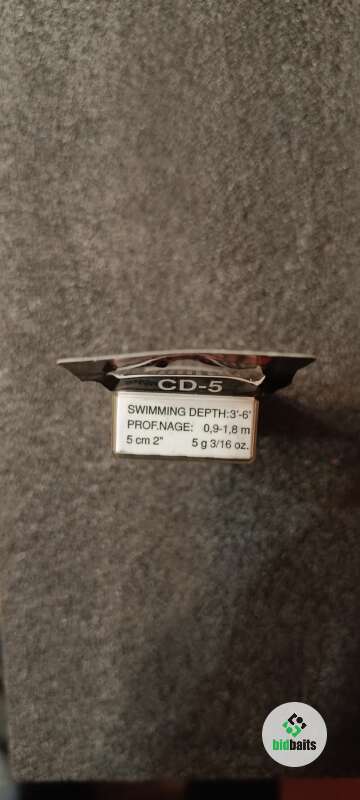 CD-5
SWIMMING DEPTH:3'-6'
PROF.NAGE: 0,9-1,8 m
5 cm 2" 5 g 3/16 oz.
bidbaits